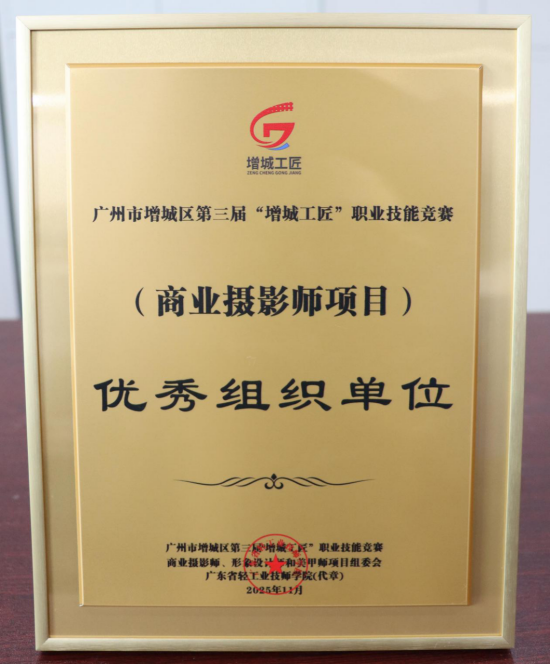 增城工匠
ZENG CHENG GONG JIANG
广州市增城区第三届“增城工匠”职业技能竞赛
（商业摄影师项目）
优秀组织单位
广州市增城区第三届“增城工匠”职业技能竞赛
商业摄影师、形象设计师和美甲师项目组委会
广东省轻工业技师学院(代章)
2025年11月